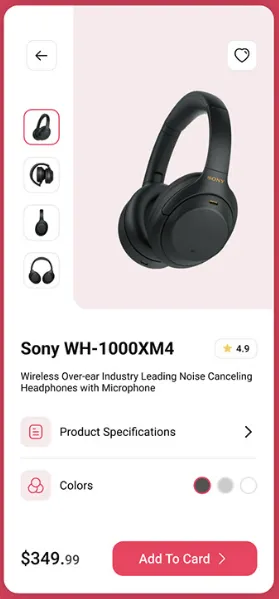 SONY
Sony WH-1000XM4
4.9
Wireless Over-ear Industry Leading Noise Canceling
Headphones with Microphone
Product Specifications
Colors
$349.99
Add To Card